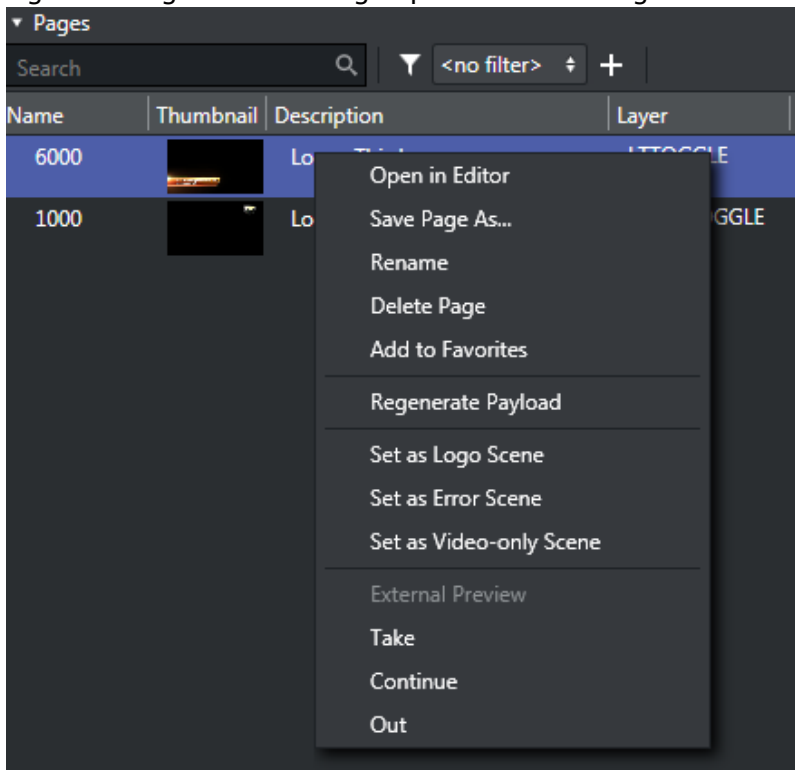 Pages
Search <no filter>
Name Thumbnail Description Layer
6000
1000
Open in Editor
Save Page As...
Rename
Delete Page
Add to Favorites
Regenerate Payload
Set as Logo Scene
Set as Error Scene
Set as Video-only Scene
External Preview
Take
Continue
Out